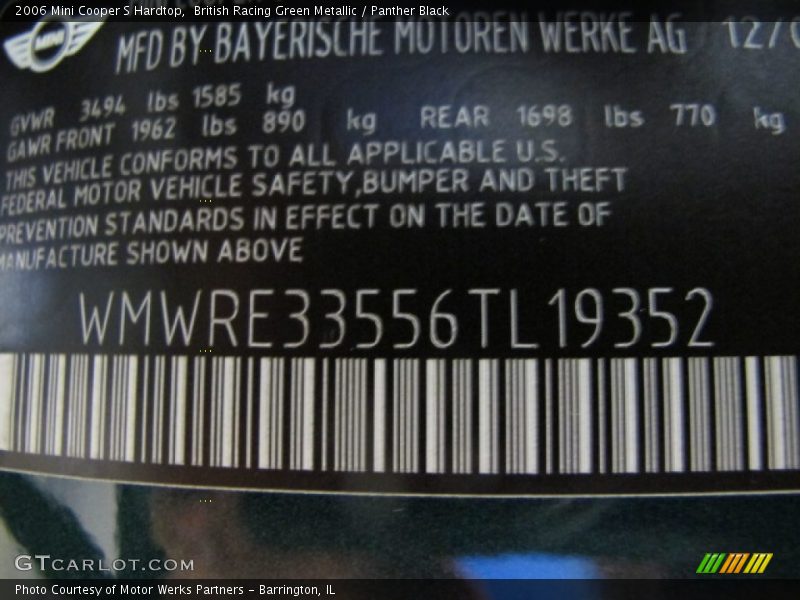 2006 Mini Cooper S Hardtop,  British Racing Green Metallic / Panther Black
MINI
MFD BY BAYERISCHE MOTOREN WERKE AG 12/0
GVWR 3494 lbs 1585 kg
GAWR FRONT 1962 lbs 890 kg REAR 1698 lbs 770 kg
THIS VEHICLE CONFORMS TO ALL APPLICABLE U.S.
FEDERAL MOTOR VEHICLE SAFETY,BUMPER AND THEFT
PREVENTION STANDARDS IN EFFECT ON THE DATE OF
MANUFACTURE SHOWN ABOVE
WMWRE33556TL19352
GTCARLOT.COM
Photo Courtesy of Motor Werks Partners - Barrington, IL